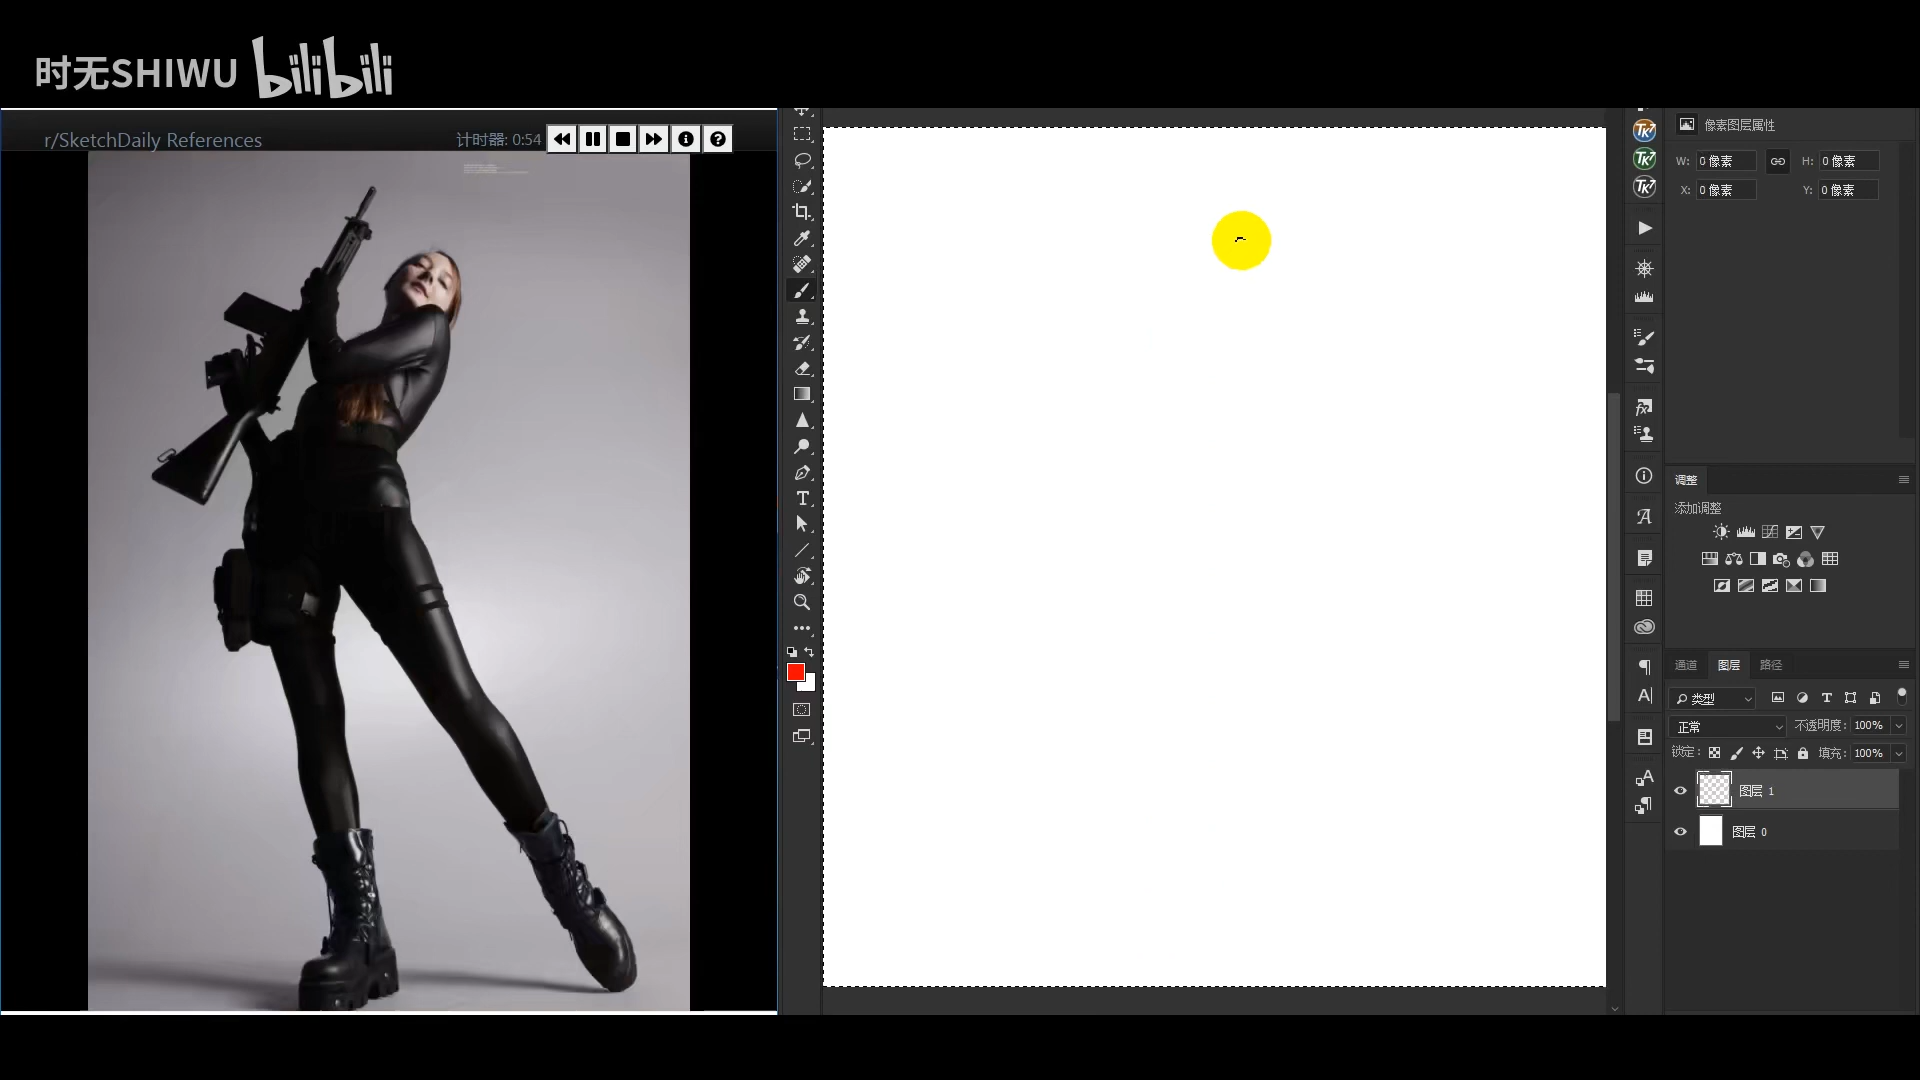 时无SHIWU bilibili
r/SketchDaily References
计时器: 0:54
像素图层属性
W: 0 像素 H: 0 像素
X: 0 像素 Y: 0 像素
调整
添加调整
通道 图层 路径
类型
正常 不透明度: 100%
锁定: 填充: 100%
图层 1
图层 0